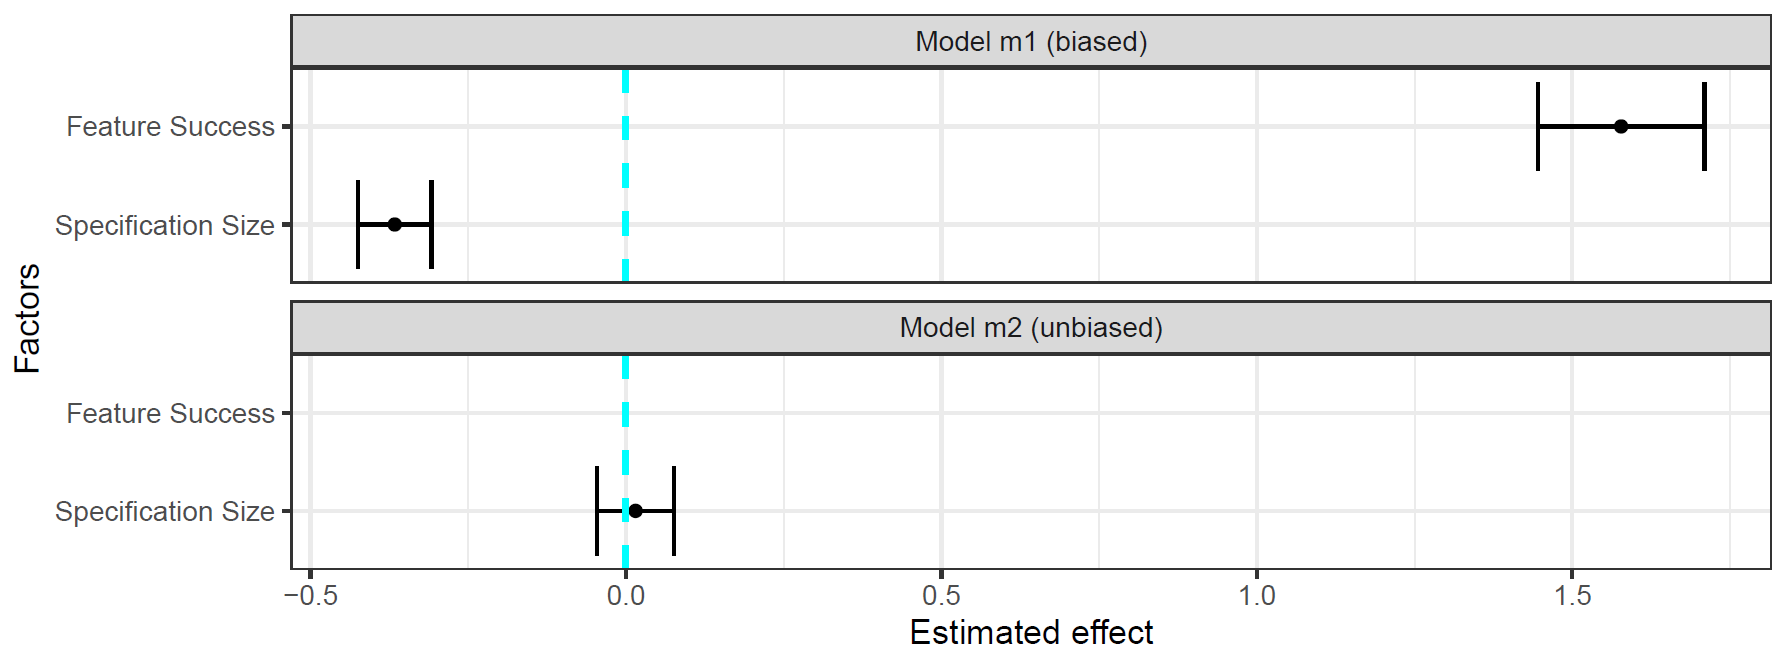 Model m1 (biased)
Feature Success
Specification Size
Factors
Model m2 (unbiased)
Feature Success
Specification Size
−0.5 0.0 0.5 1.0 1.5
Estimated effect